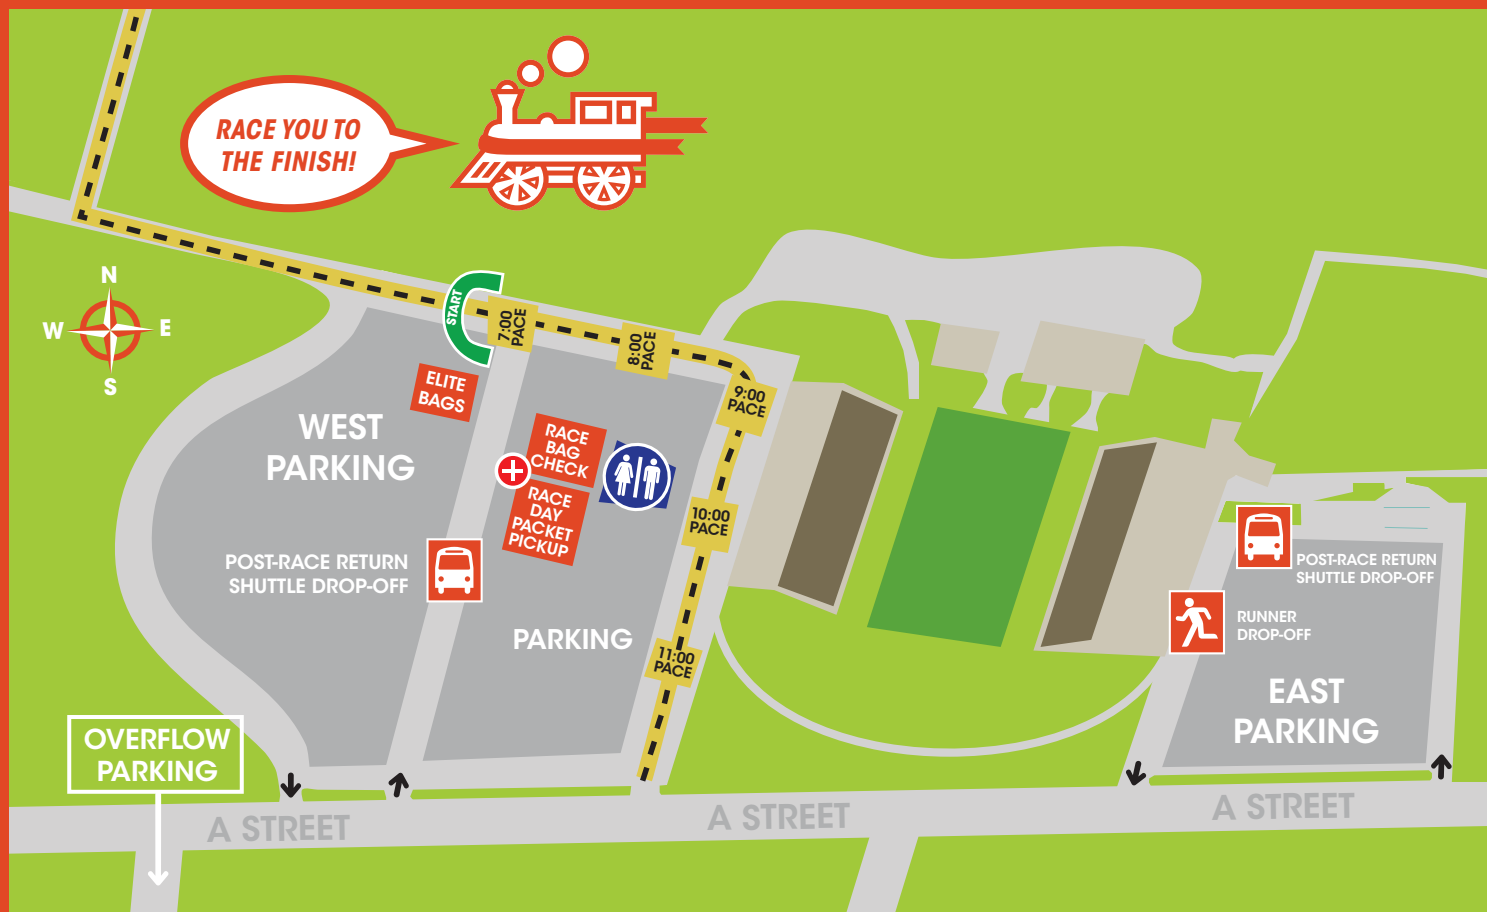 RACE YOU TO
THE FINISH!
N
W
E
S
START
7:00
PACE
8:00
PACE
9:00
PACE
10:00
PACE
11:00
PACE
ELITE
BAGS
WEST
PARKING
RACE
BAG
CHECK
RACE
DAY
PACKET
PICKUP
POST-RACE RETURN
SHUTTLE DROP-OFF
PARKING
POST-RACE RETURN
SHUTTLE DROP-OFF
RUNNER
DROP-OFF
EAST
PARKING
OVERFLOW
PARKING
A STREET
A STREET
A STREET